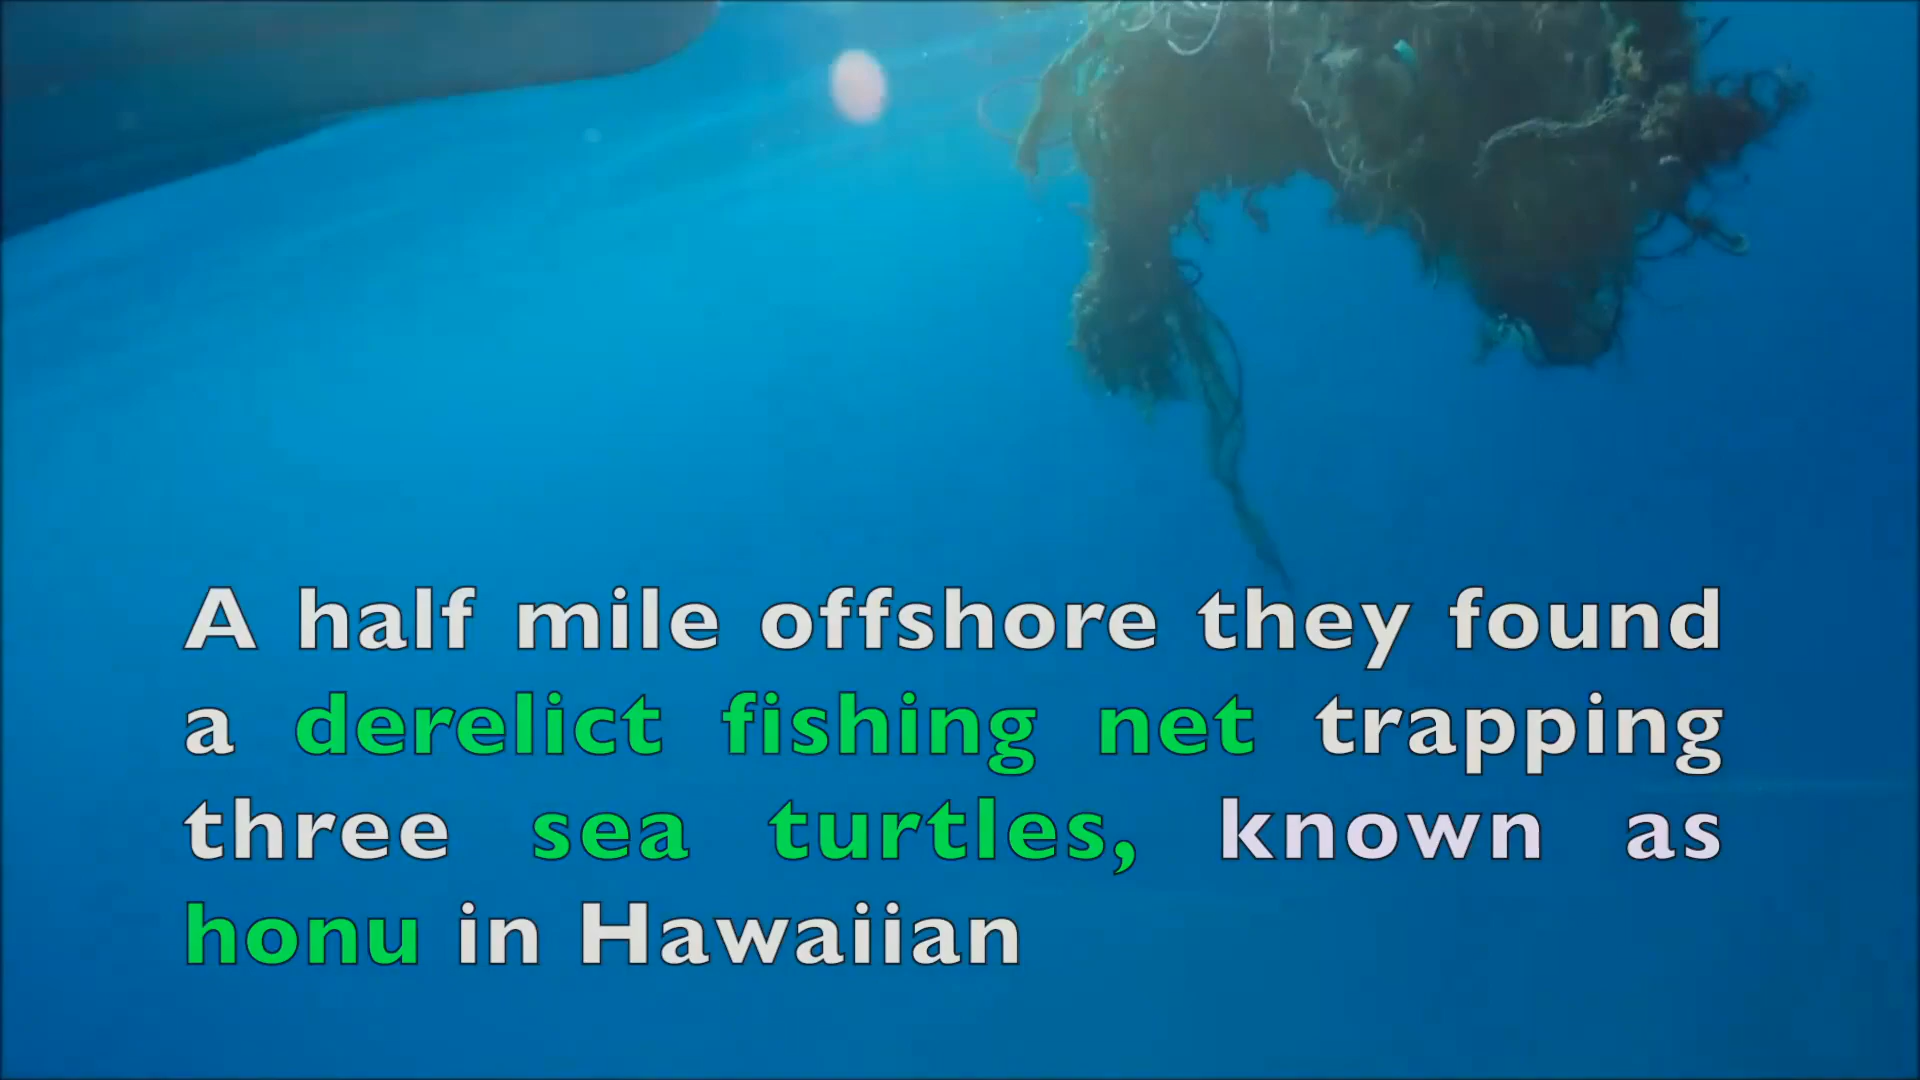 A half mile offshore they found
a derelict fishing net trapping
three sea turtles, known as
honu in Hawaiian